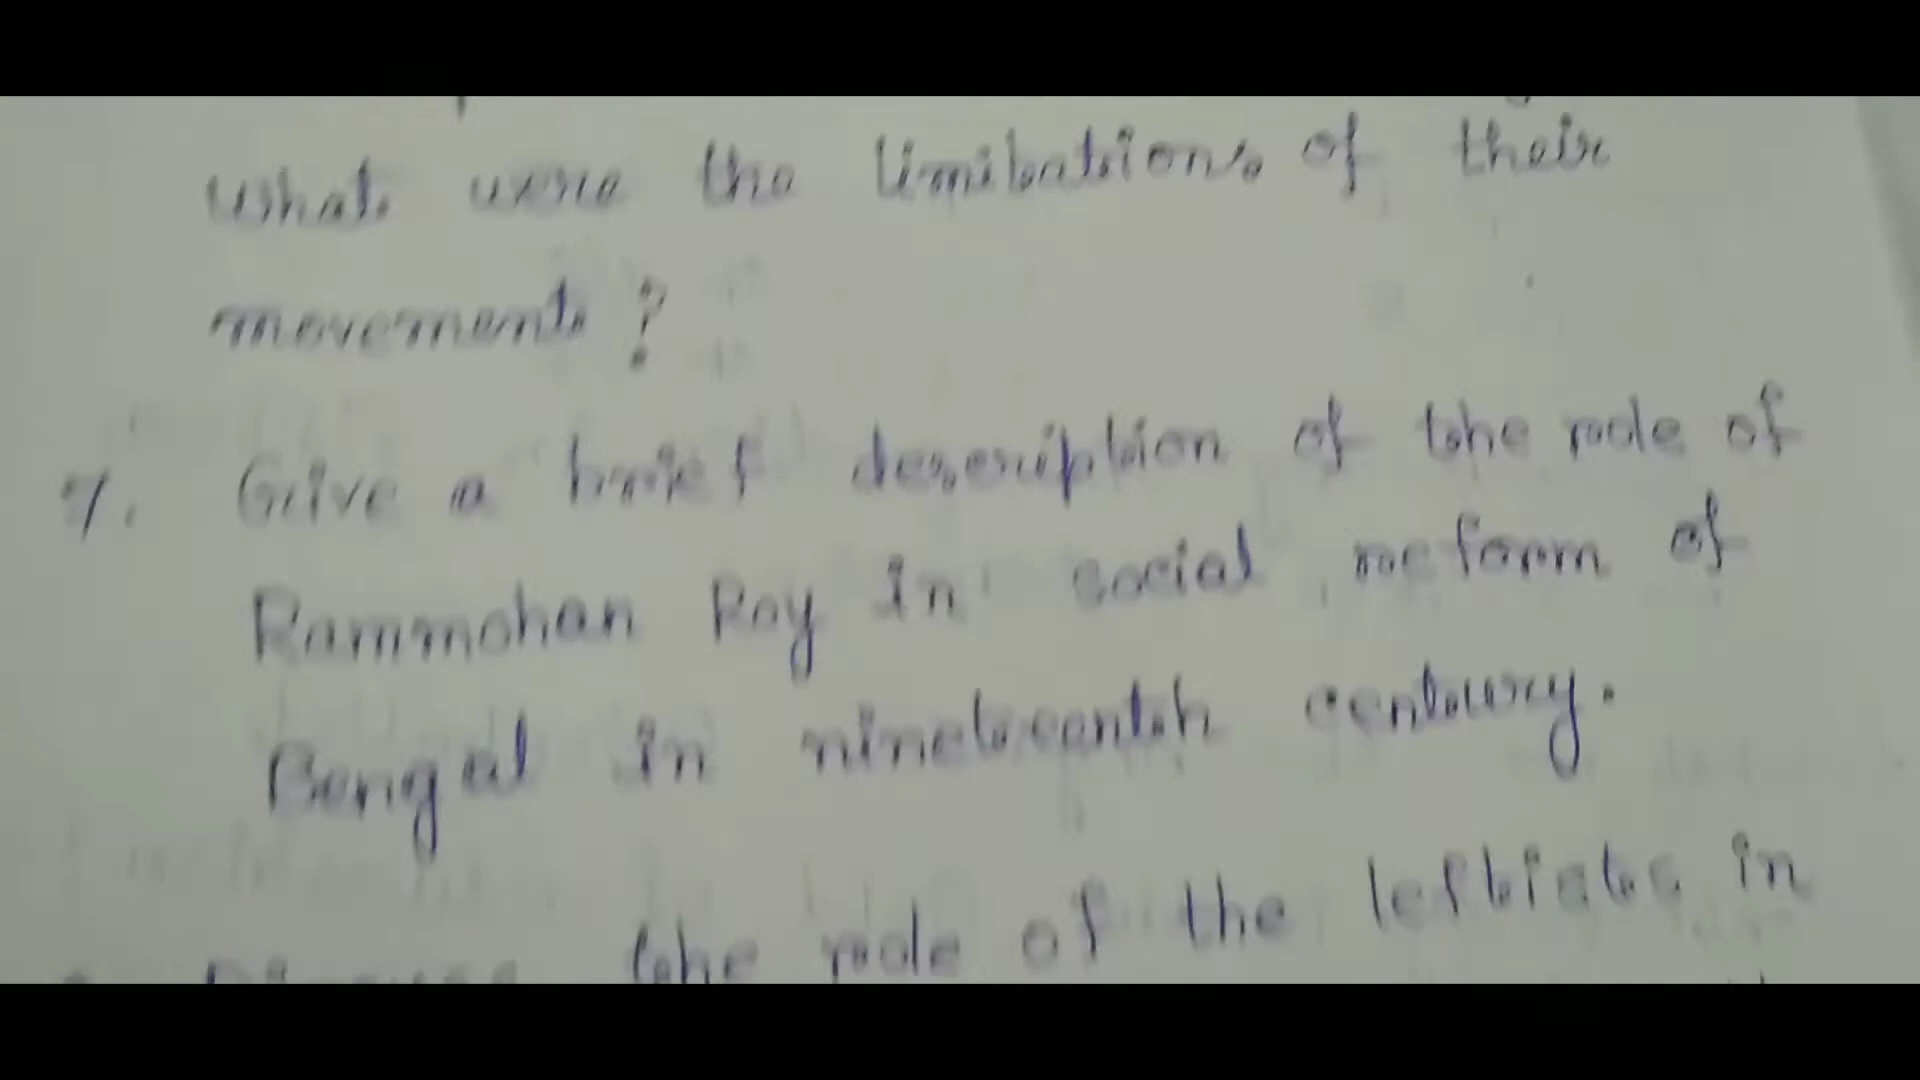 what were the limitations of their
movements?
7. Give a brief description of the role of
Rammohan Roy in social reform of
Bengal in nineteenth century.
the role of the leftists in